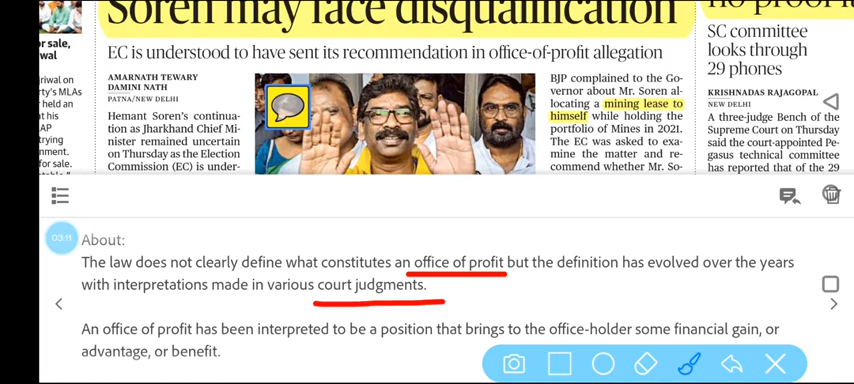 Soren may face disqualification
EC is understood to have sent its recommendation in office-of-profit allegation
AMARNATH TEWARY
DAMINI NATH
PATNA/NEW DELHI
Hemant Soren's continua-
tion as Jharkhand Chief Mi-
nister remained uncertain
on Thursday as the Election
Commission (EC) is under-
BJP complained to the Go-
vernor about Mr. Soren al-
locating a mining lease to
himself while holding the
portfolio of Mines in 2021.
The EC was asked to exa-
mine the matter and re-
commend whether Mr. So-
no proof
SC committee
looks through
29 phones
KRISHNADAS RAJAGOPAL
NEW DELHI
A three-judge Bench of the
Supreme Court on Thursday
said the court-appointed Pe-
gasus technical committee
has reported that of the 29
or sale,
wal
jriwal on
rty's MLAs
held an
at his
AP
trying
nment.
for sale.
03:11
About:
The law does not clearly define what constitutes an office of profit but the definition has evolved over the years
with interpretations made in various court judgments.
An office of profit has been interpreted to be a position that brings to the office-holder some financial gain, or
advantage, or benefit.